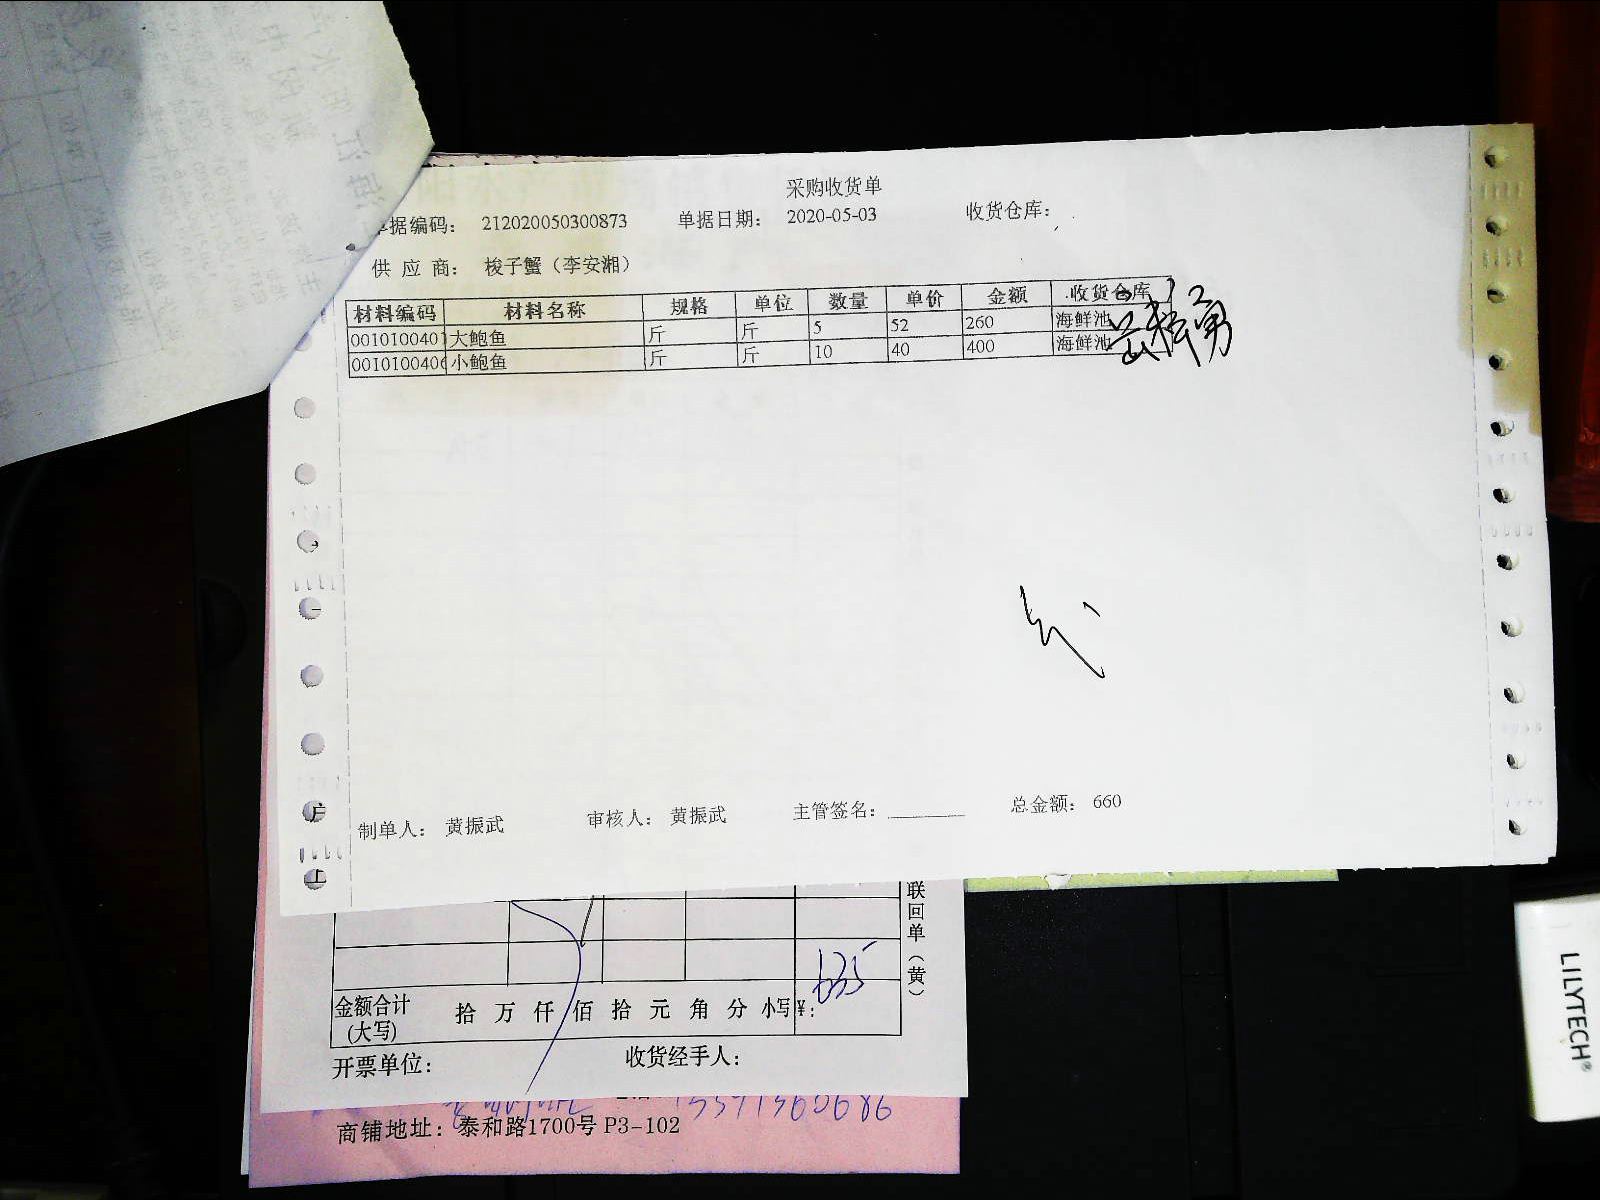 采购收货单
单据编码： 212020050300873 单据日期： 2020-05-03 收货仓库：
供 应 商： 梭子蟹（李安湘）
材料编码 材料名称 规格 单位 数量 单价 金额 收货仓库
0010100401 大鲍鱼 斤 斤 5 52 260 海鲜池
0010100406 小鲍鱼 斤 斤 10 40 400 海鲜池
制单人： 黄振武 审核人： 黄振武 主管签名： 总金额： 660
联回单（黄）
635
金额合计 拾 万 仟 佰 拾 元 角 分 小写 ¥：
(大写)
开票单位： 收货经手人：
商铺地址： 泰和路1700号 P3-102
LILYTECH®